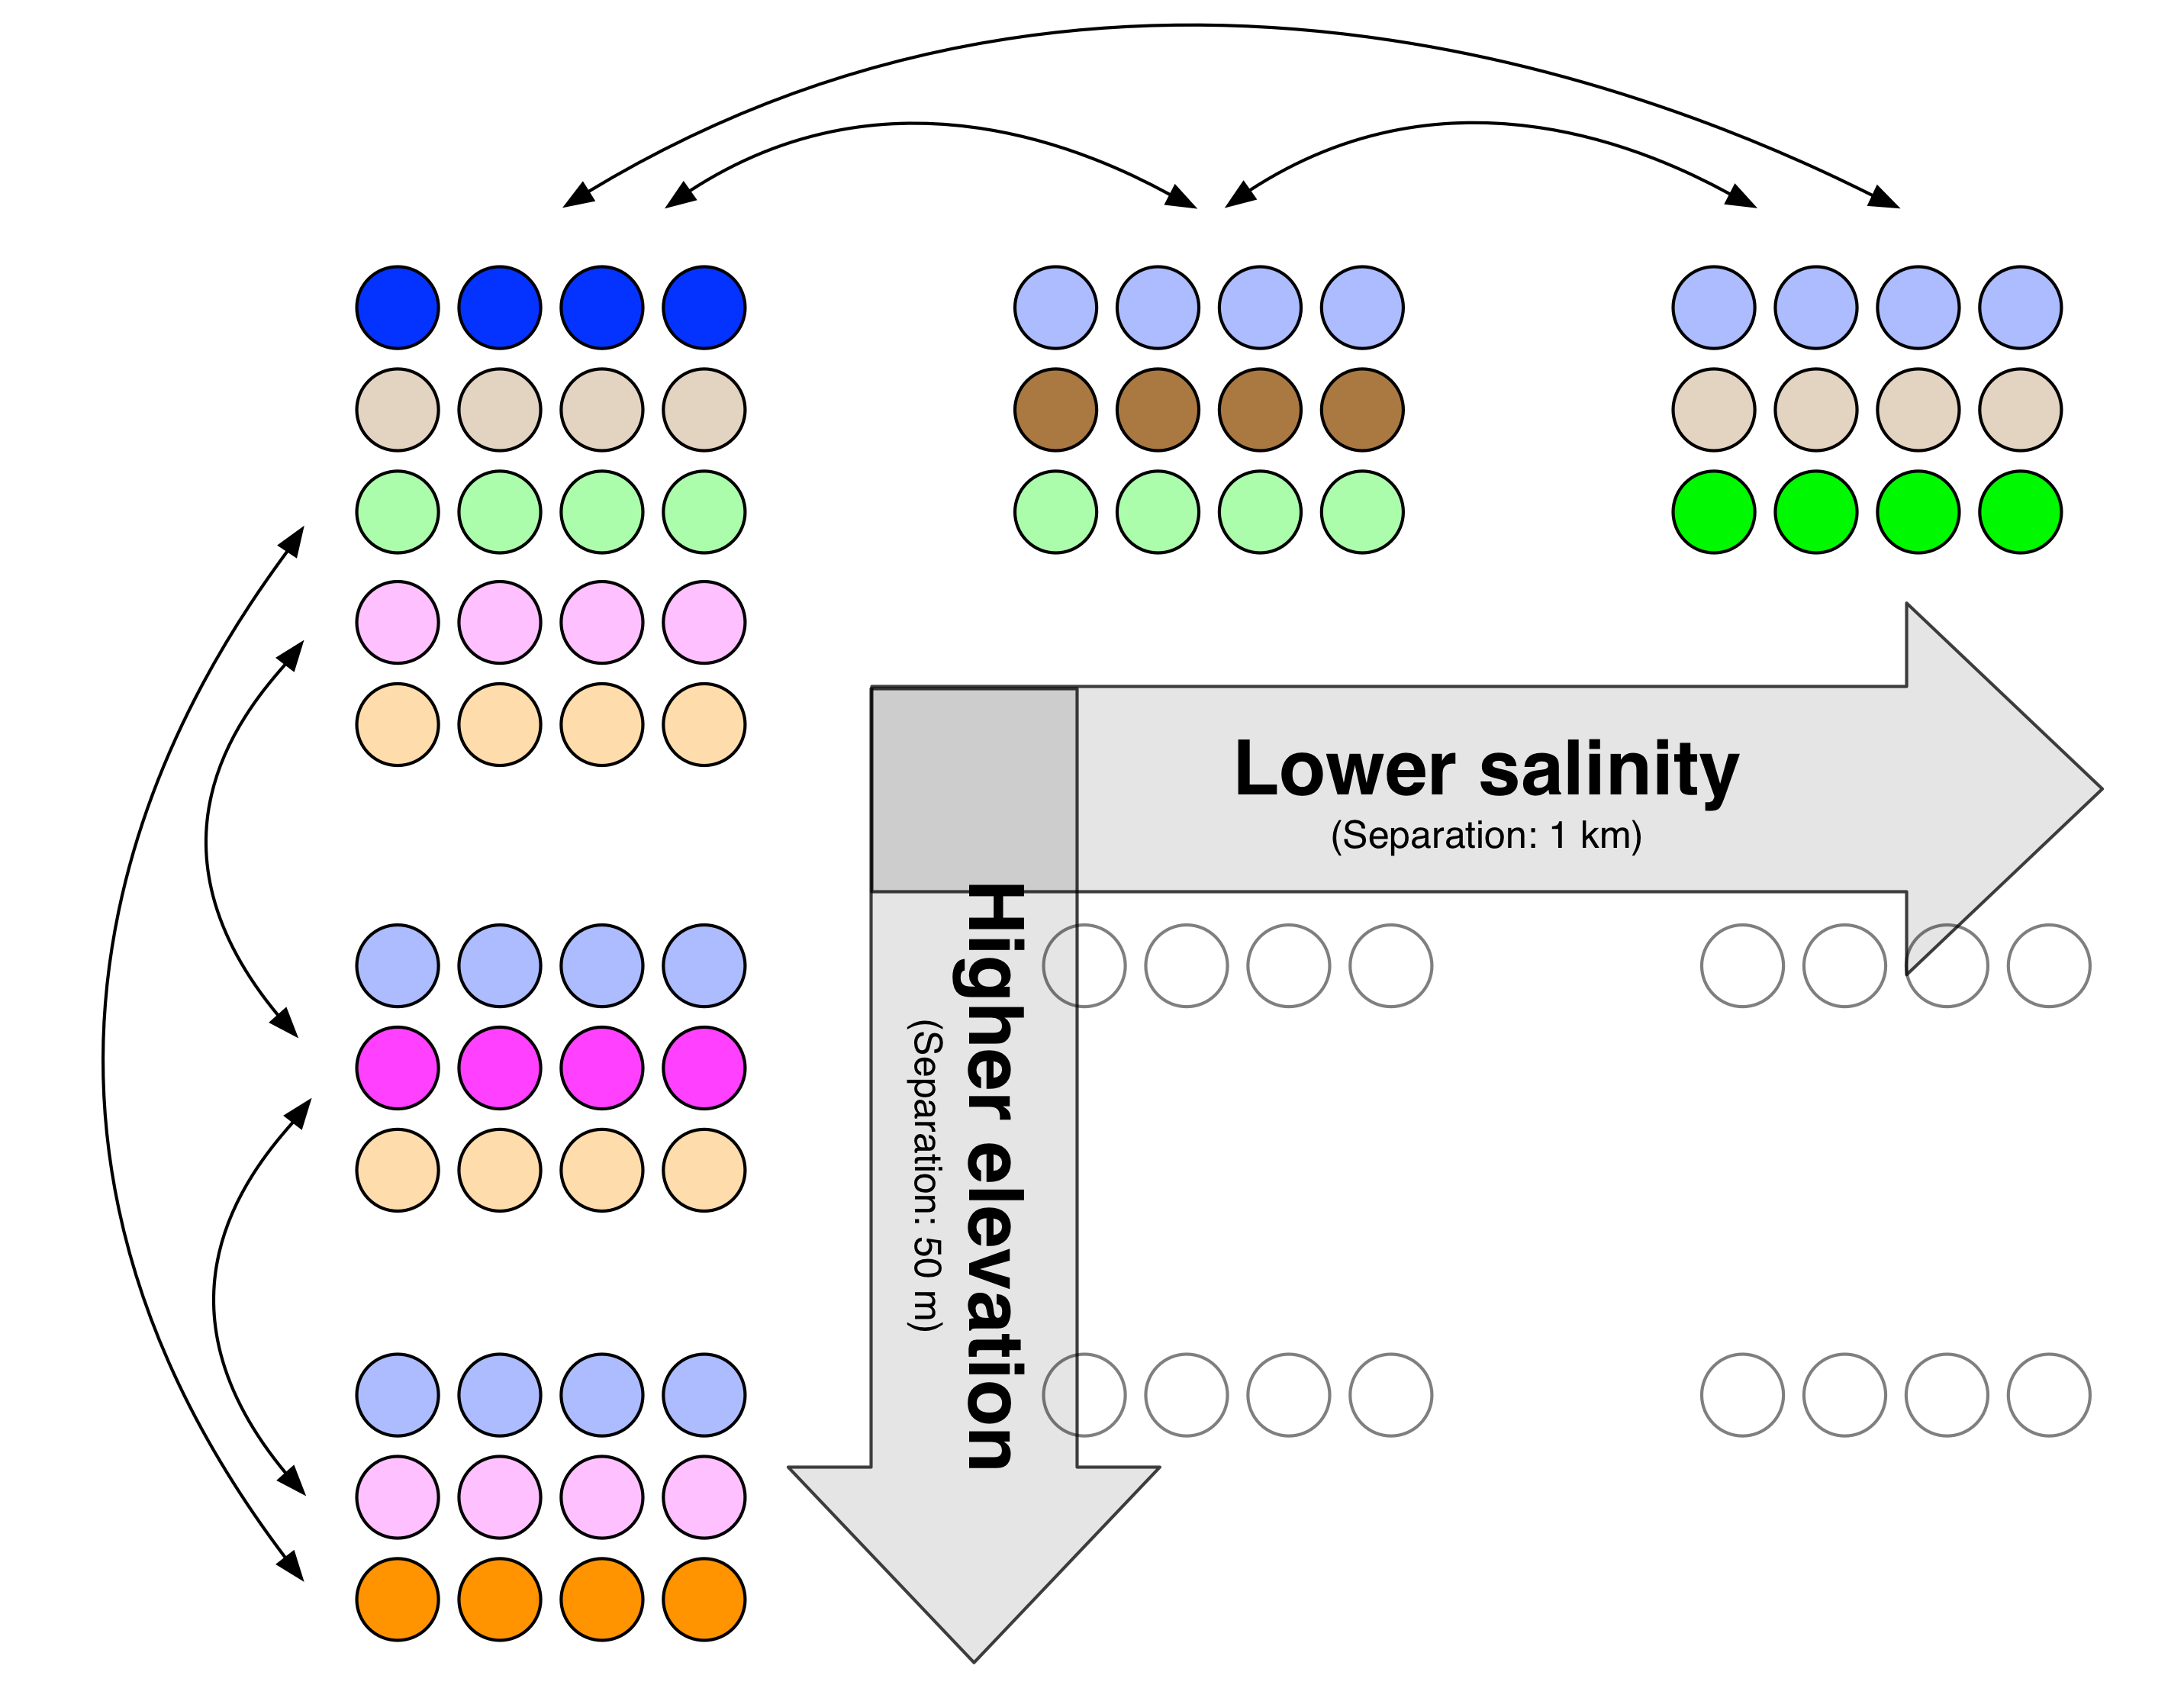 Lower salinity
(Separation: 1 km)
Higher elevation
(Separation: 50 m)